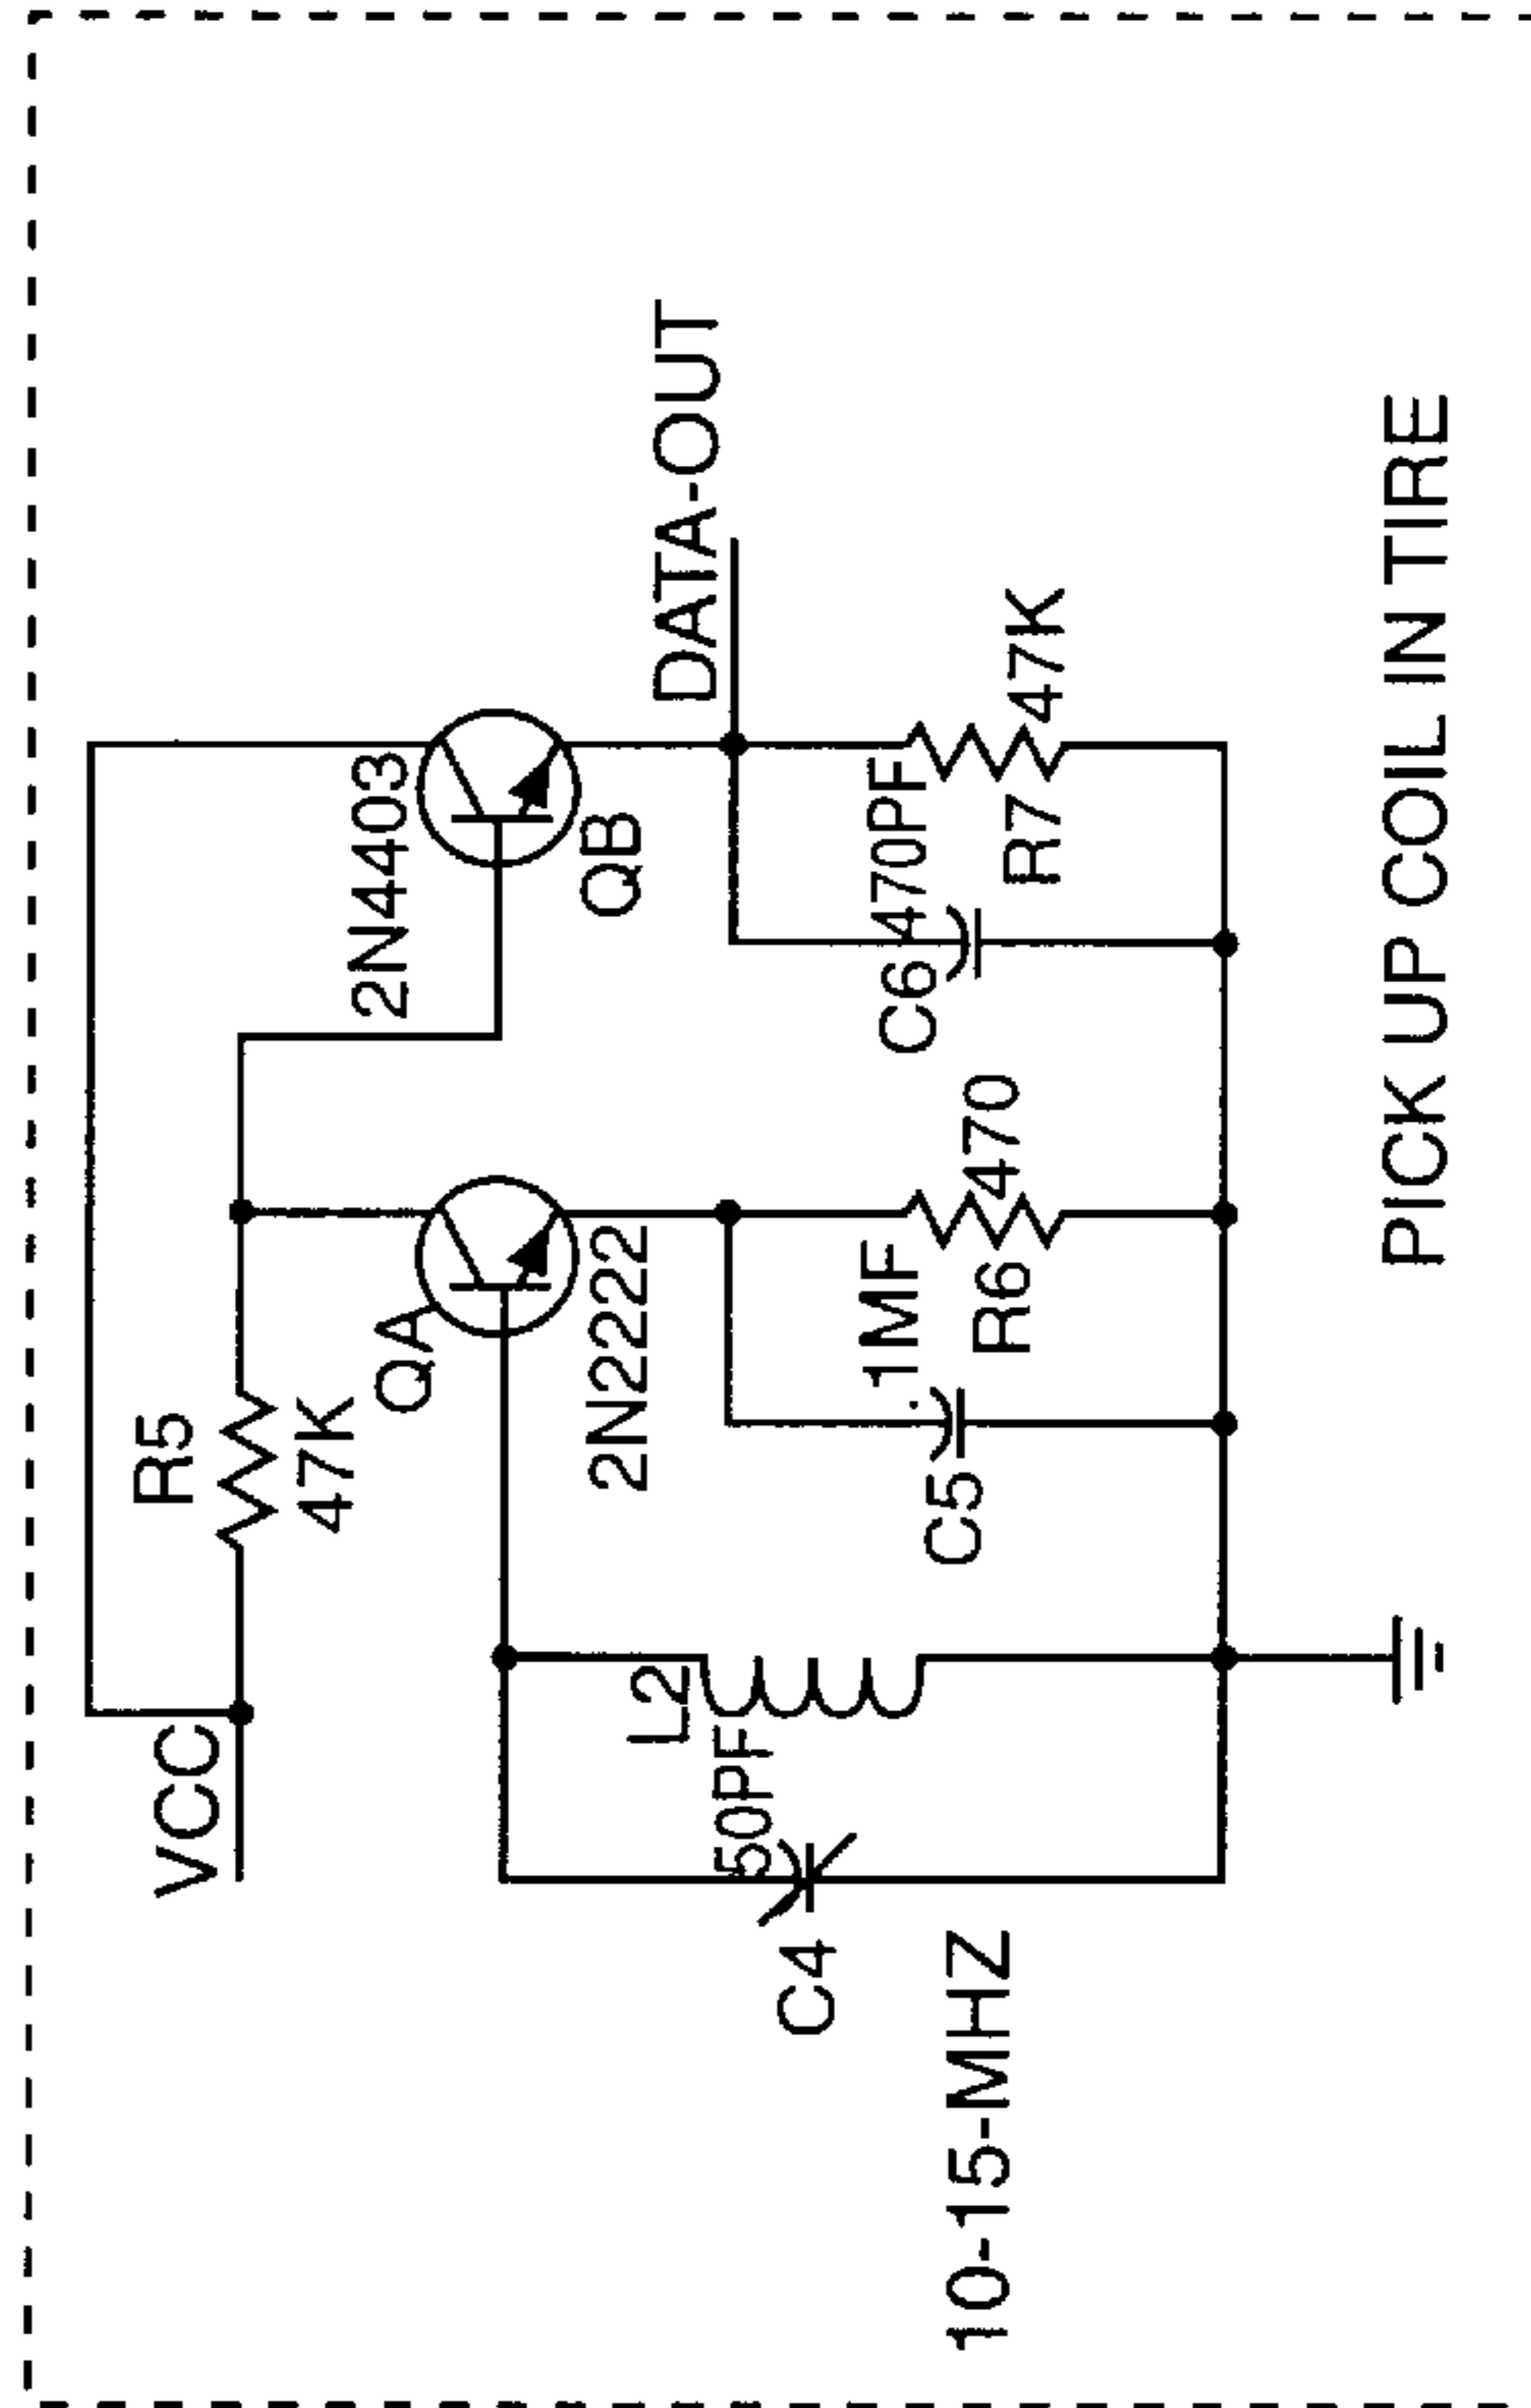 VCC
R5
47K
QA
2N2222
2N4403
QB
DATA-OUT
L2
50PF
C4
10-15-MHZ
C5
.1MF
R6
470
C6
470PF
R7
47K
PICK UP COIL IN TIRE